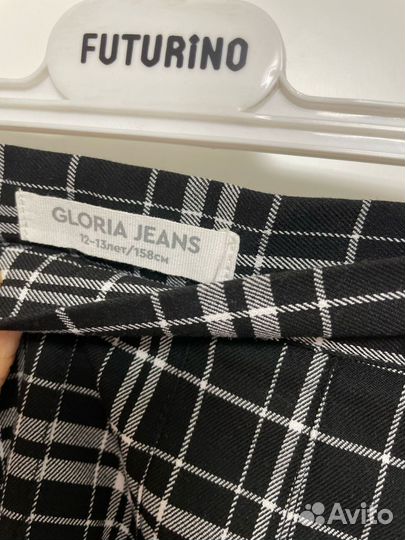 FUTURiNO
GLORIA JEANS
12-13лет/158см
Avito